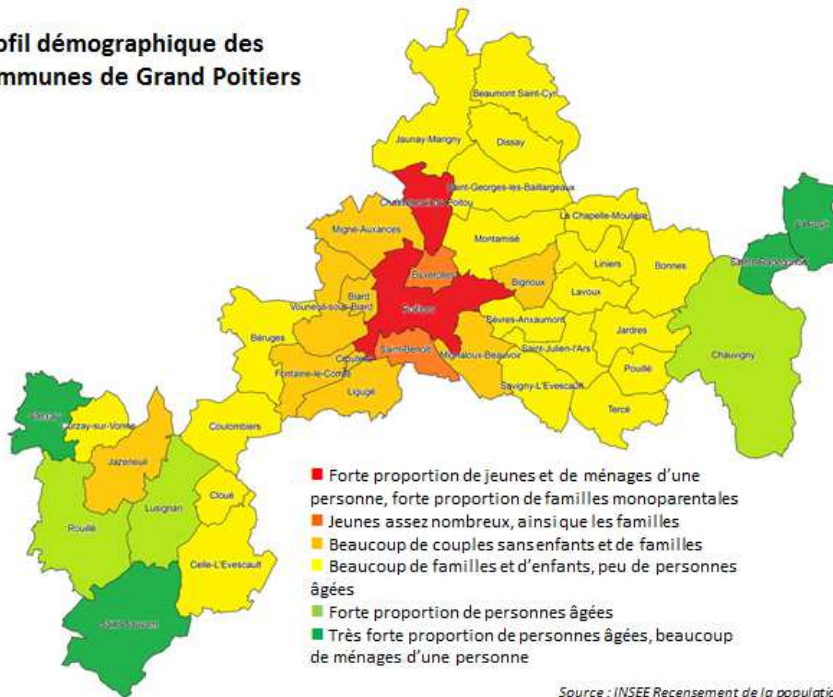 ofil démographique des
mmunes de Grand Poitiers
Beaumont Saint-Cyr
Jaunay-Marigny
Dissay
Saint-Georges-les-Baillargeaux
Poitou
La Chapelle-Moulière
Migné-Auxances
Montamisé
Buxerolles
Bignoux
Liniers
Bonnes
Lavoux
Biard
Vouneuil-sous-Biard
Poitiers
Sèvres-Anxaumont
Béruges
Saint-Julien-l'Ars
Jardres
Chauvigny
Saint-Benoît
Mignaloux-Beauvoir
Fontaine-le-Comte
Pouillé
Ligugé
Savigny-L'Evescault
Tercé
Curzay-sur-Vonne
Coulombiers
Jazeneuil
Cloué
Rouillé
Lusignan
Celle-L'Evescault
Forte proportion de jeunes et de ménages d'une
personne, forte proportion de familles monoparentales
Jeunes assez nombreux, ainsi que les familles
Beaucoup de couples sans enfants et de familles
Beaucoup de familles et d'enfants, peu de personnes
âgées
Forte proportion de personnes âgées
Très forte proportion de personnes âgées, beaucoup
de ménages d'une personne
Source : INSEE Recensement de la population